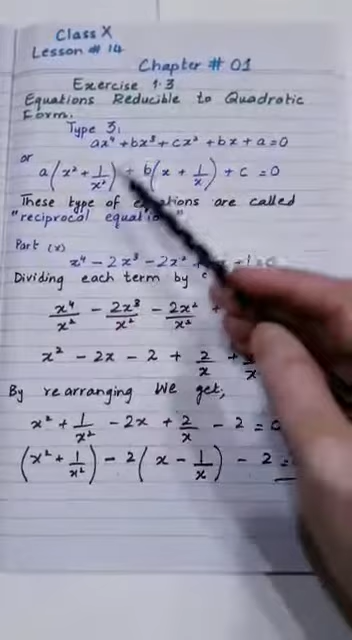 Class X
Lesson # 14
Chapter # 01
Exercise 1.3
Equations Reducible to Quadratic
Form.
Type 3:
ax⁴ + bx³ + cx² + bx + a = 0
or
a(x² + 1/x²) + b(x + 1/x) + c = 0
These type of equations are called
"reciprocal equation"
Part (x)
x⁴ - 2x³ - 2x² + 1 = 0
Dividing each term by
x⁴/x² - 2x³/x² - 2x²/x² +
x² - 2x - 2 + 2/x +
By rearranging We get,
x² + 1/x² - 2x + 2/x - 2 = 0
(x² + 1/x²) - 2(x - 1/x) - 2 =